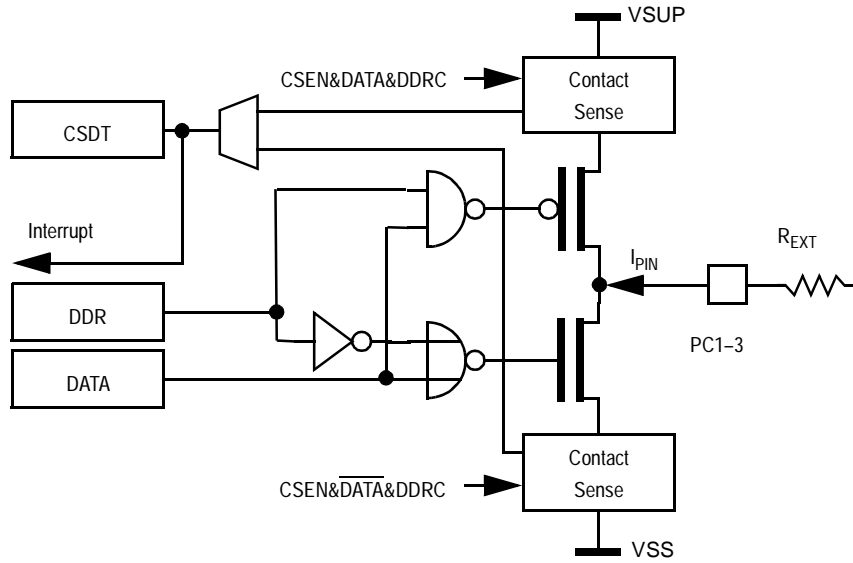 VSUP
CSEN&DATA&DDRC
Contact
Sense
CSDT
Interrupt
I_PIN
R_EXT
DDR
PC1–3
DATA
Contact
Sense
CSEN&D̅A̅T̅A̅&DDRC
VSS